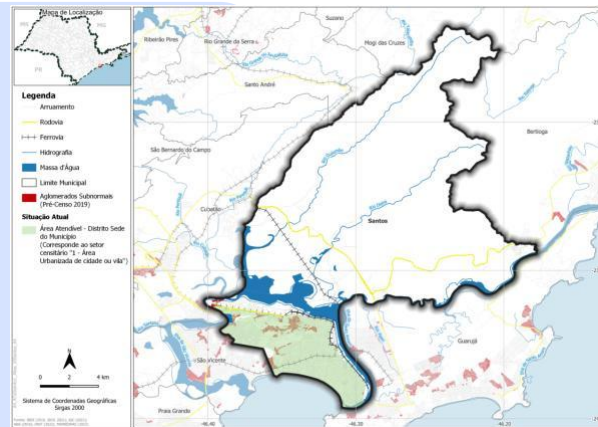 Mapa de Localização
MG
PR
Legenda
Arruamento
Rodovia
Ferrovia
Hidrografia
Massa d'Água
Limite Municipal
Aglomerados Subnormais
(Pré-Censo 2019)
Situação Atual
Área Atendível - Distrito Sede
do Município
(Corresponde ao setor
censitário "1 - Área
Urbanizada de cidade ou vila")
N
0 2 4 km
Sistema de Coordenadas Geográficas
Sirgas 2000
Suzano
Ribeirão Pires
Rio Grande da Serra
Mogi das Cruzes
Santo André
Bertioga
São Bernardo do Campo
Cubatão
Santos
Guarujá
São Vicente
Praia Grande